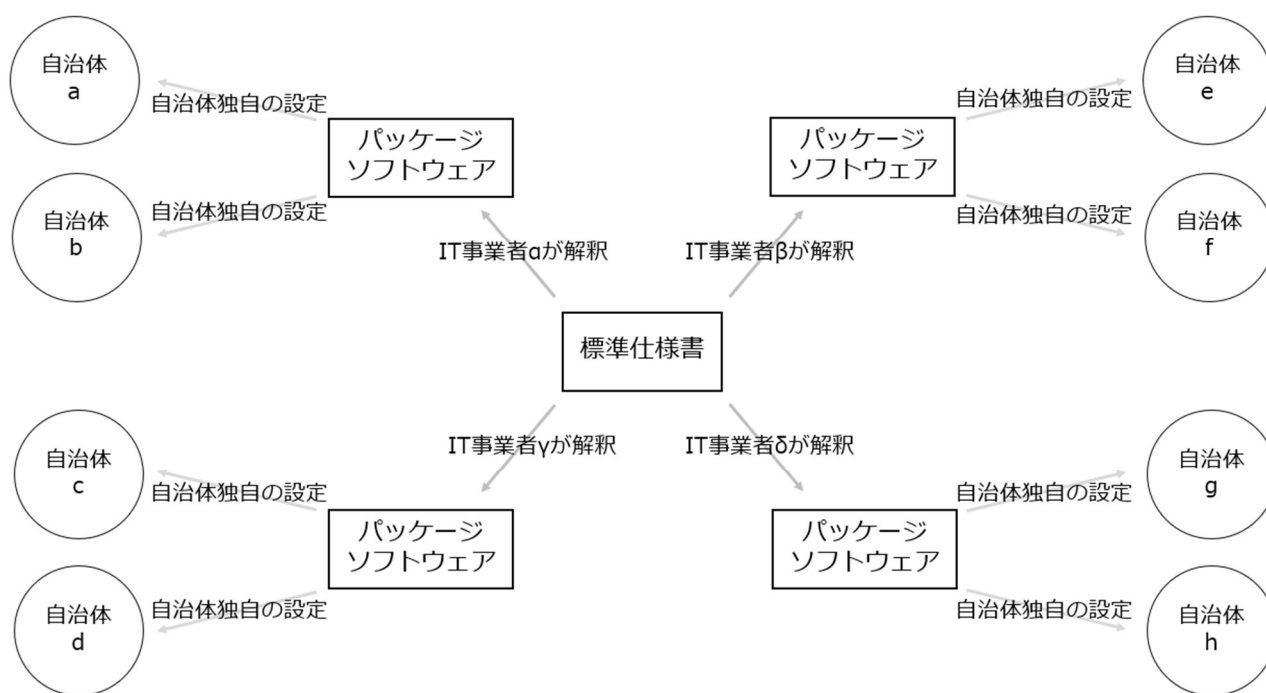 自治体
a
自治体独自の設定
自治体
b
自治体独自の設定
パッケージ
ソフトウェア
IT事業者αが解釈
自治体
e
自治体独自の設定
自治体
f
自治体独自の設定
パッケージ
ソフトウェア
IT事業者βが解釈
標準仕様書
IT事業者γが解釈
パッケージ
ソフトウェア
自治体
c
自治体独自の設定
自治体
d
自治体独自の設定
IT事業者δが解釈
パッケージ
ソフトウェア
自治体
g
自治体独自の設定
自治体
h
自治体独自の設定